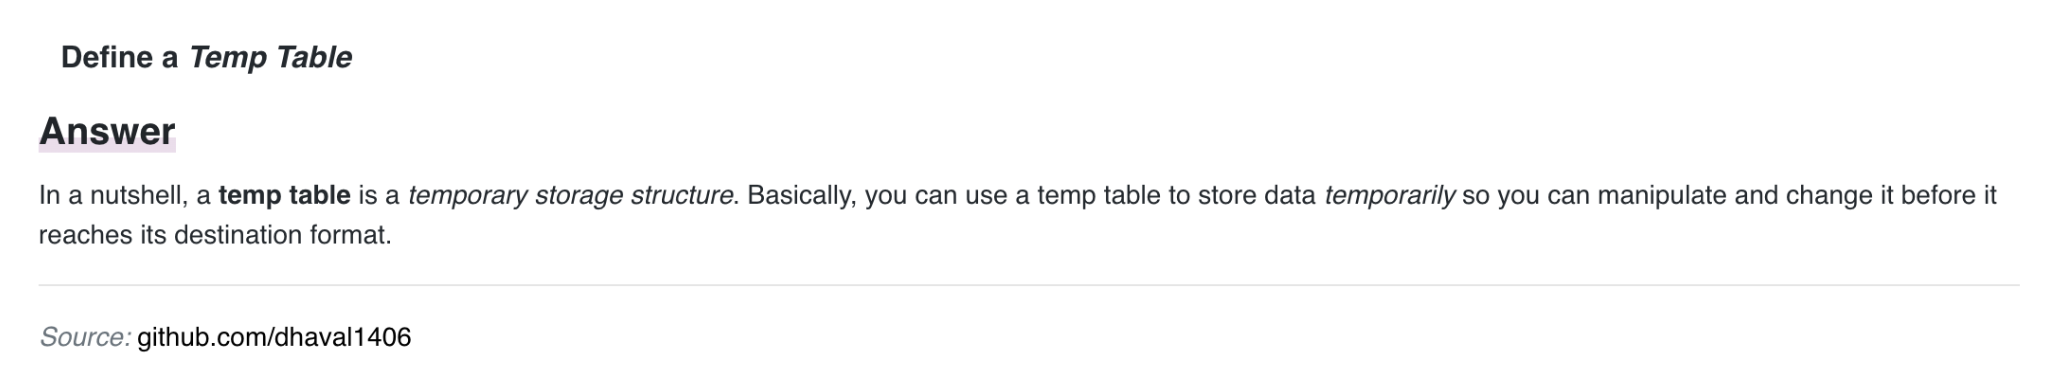 Define a Temp Table
Answer
In a nutshell, a temp table is a temporary storage structure. Basically, you can use a temp table to store data temporarily so you can manipulate and change it before it
reaches its destination format.
Source: github.com/dhaval1406